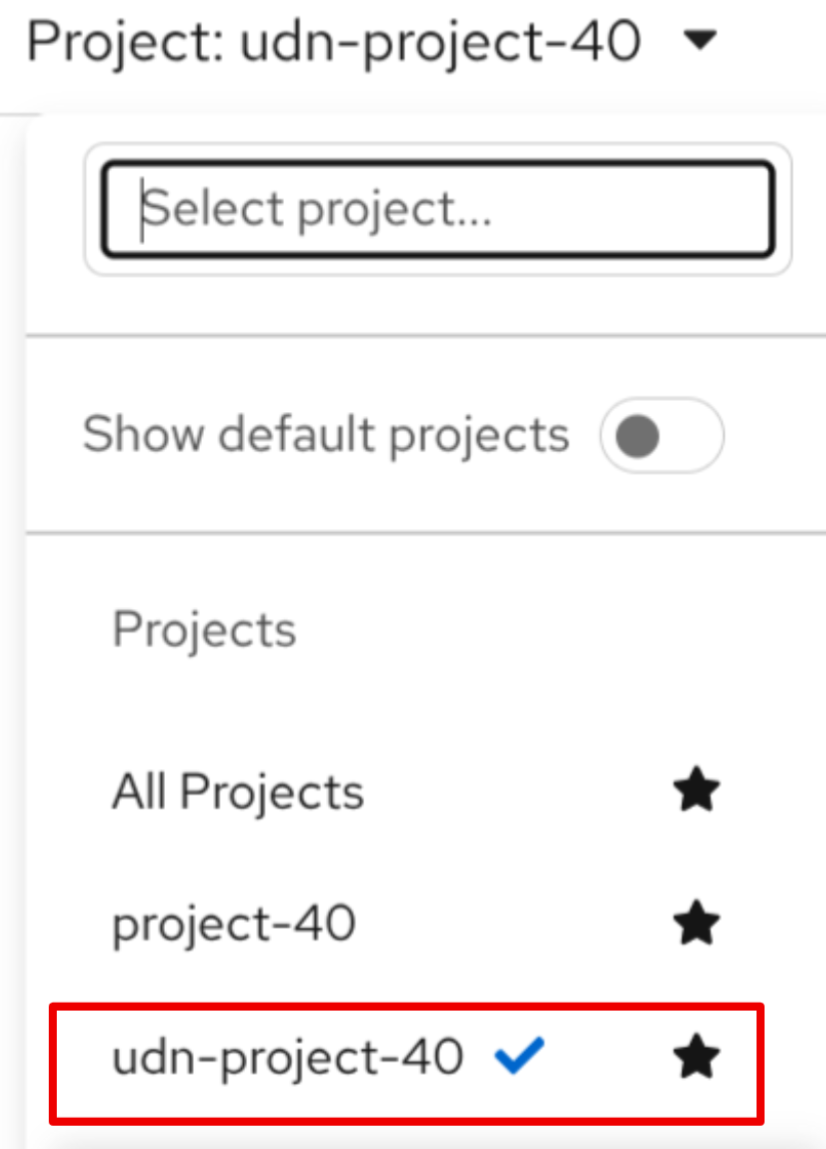 Project: udn-project-40
Select project...
Show default projects
Projects
All Projects
project-40
udn-project-40